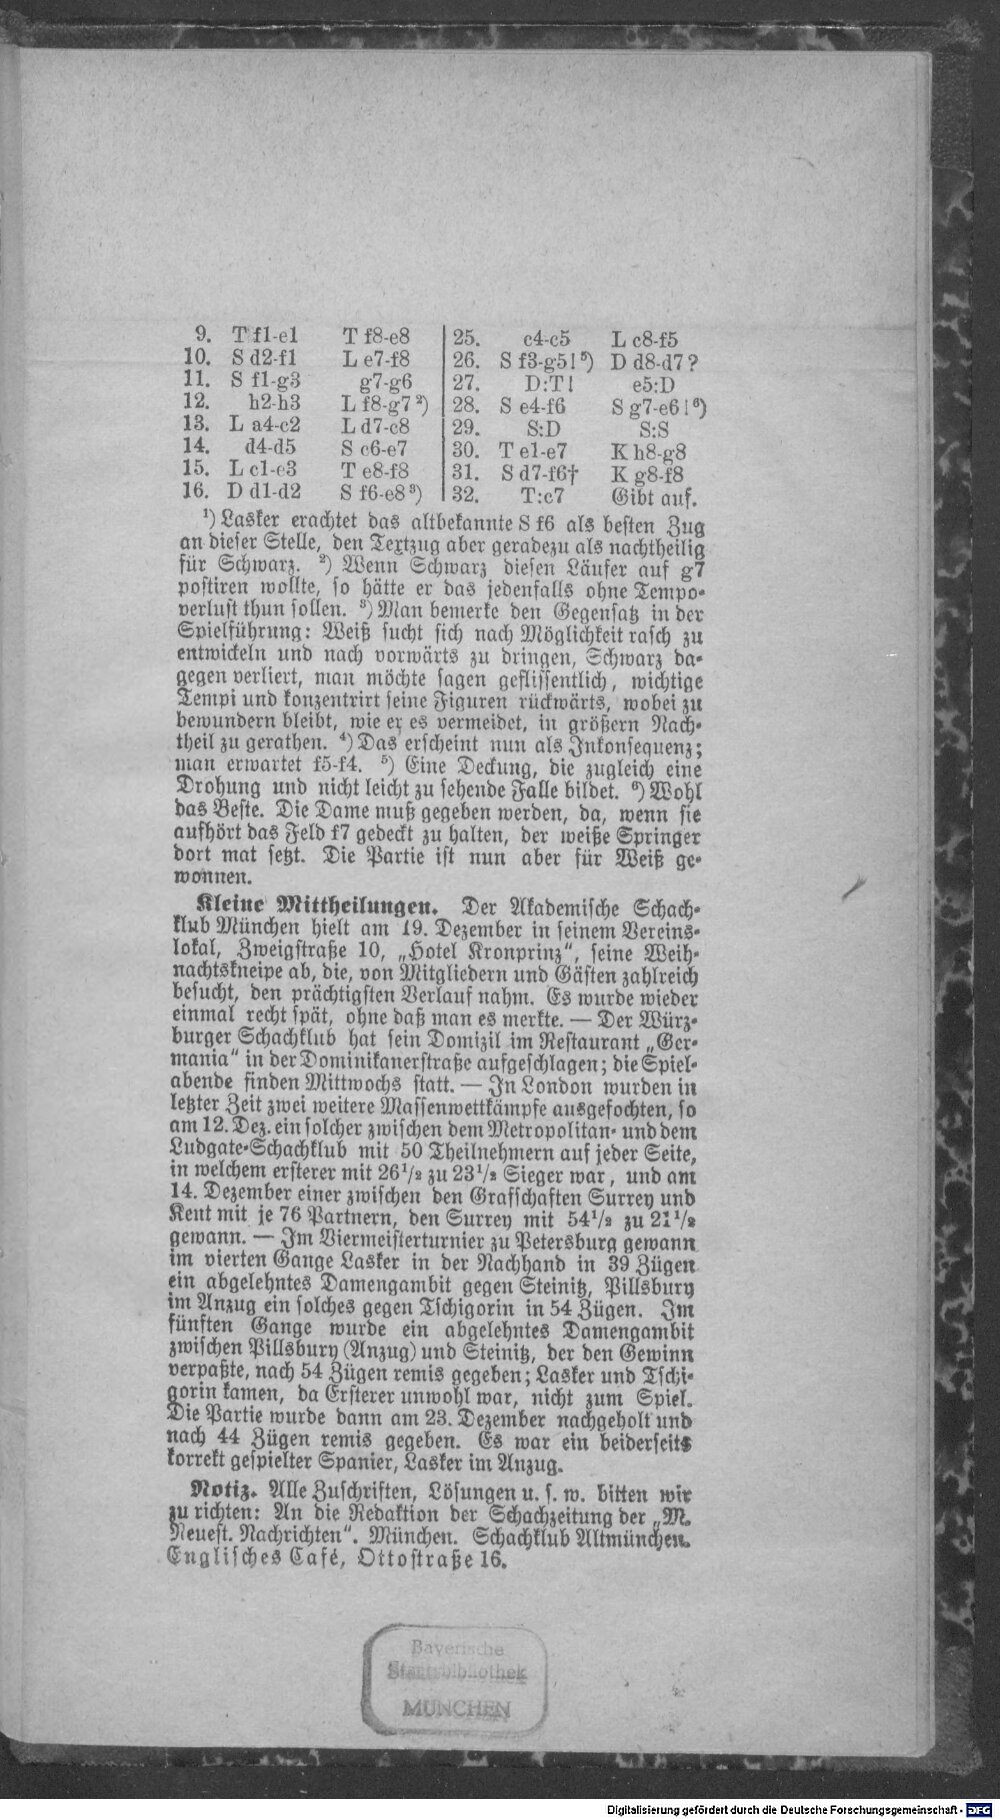 9. T f1-e1 T f8-e8
10. S d2-f1 L e7-f8
11. S f1-g3 g7-g6
12. h2-h3 L f8-g7 ²)
13. L a4-c2 L d7-c8
14. d4-d5 S c6-e7
15. L c1-e3 T e8-f8
16. D d1-d2 S f6-e8 ³)
25. c4-c5 L c8-f5
26. S f3-g5! ⁵) D d8-d7?
27. D:T! e5:D
28. S e4-f6 S g7-e6! ⁶)
29. S:D S:S
30. T e1-e7 K h8-g8
31. S d7-f6† K g8-f8
32. T:c7 Gibt auf.
¹) Lasker erachtet das altbekannte S f6 als besten Zug
an dieser Stelle, den Textzug aber geradezu als nachtheilig
für Schwarz. ²) Wenn Schwarz diesen Läufer auf g7
postiren wollte, so hätte er das jedenfalls ohne Tempo-
verlust thun sollen. ³) Man bemerke den Gegensatz in der
Spielführung: Weiß sucht sich nach Möglichkeit rasch zu
entwickeln und nach vorwärts zu dringen, Schwarz da-
gegen verliert, man möchte sagen geflissentlich, wichtige
Tempi und konzentrirt seine Figuren rückwärts, wobei zu
bewundern bleibt, wie er es vermeidet, in größern Nach-
theil zu gerathen. ⁴) Das erscheint nun als Inkonsequenz;
man erwartet f5-f4. ⁵) Eine Deckung, die zugleich eine
Drohung und nicht leicht zu sehende Falle bildet. ⁶) Wohl
das Beste. Die Dame muß gegeben werden, da, wenn sie
aufhört das Feld f7 gedeckt zu halten, der weiße Springer
dort mat setzt. Die Partie ist nun aber für Weiß ge-
wonnen.
Kleine Mittheilungen. Der Akademische Schach-
klub München hielt am 19. Dezember in seinem Vereins-
lokal, Zweigstraße 10, „Hotel Kronprinz“, seine Weih-
nachtskneipe ab, die, von Mitgliedern und Gästen zahlreich
besucht, den prächtigsten Verlauf nahm. Es wurde wieder
einmal recht spät, ohne daß man es merkte. — Der Würz-
burger Schachklub hat sein Domizil im Restaurant „Ger-
mania“ in der Dominikanerstraße aufgeschlagen; die Spiel-
abende finden Mittwochs statt. — In London wurden in
letzter Zeit zwei weitere Massenwettkämpfe ausgefochten, so
am 12. Dez. ein solcher zwischen dem Metropolitan- und dem
Ludgate-Schachklub mit 50 Theilnehmern auf jeder Seite,
in welchem ersterer mit 26¹/₂ zu 23¹/₂ Sieger war, und am
14. Dezember einer zwischen den Grafschaften Surrey und
Kent mit je 76 Partnern, den Surrey mit 54¹/₂ zu 21¹/₂
gewann. — Im Viermeisterturnier zu Petersburg gewann
im vierten Gange Lasker in der Nachhand in 39 Zügen
ein abgelehntes Damengambit gegen Steinitz, Pillsbury
im Anzug ein solches gegen Tschigorin in 54 Zügen. Im
fünften Gange wurde ein abgelehntes Damengambit
zwischen Pillsbury (Anzug) und Steinitz, der den Gewinn
verpaßte, nach 54 Zügen remis gegeben; Lasker und Tschi-
gorin kamen, da Ersterer unwohl war, nicht zum Spiel.
Die Partie wurde dann am 23. Dezember nachgeholt und
nach 44 Zügen remis gegeben. Es war ein beiderseits
korrekt gespielter Spanier, Lasker im Anzug.
Notiz. Alle Zuschriften, Lösungen u. s. w. bitten wir
zu richten: An die Redaktion der Schachzeitung der „M.
Neuest. Nachrichten“. München. Schachklub Altmünchen.
Englisches Café, Ottostraße 16.
Bayerische
Staatsbibliothek
MÜNCHEN
Digitalisierung gefördert durch die Deutsche Forschungsgemeinschaft - DFG